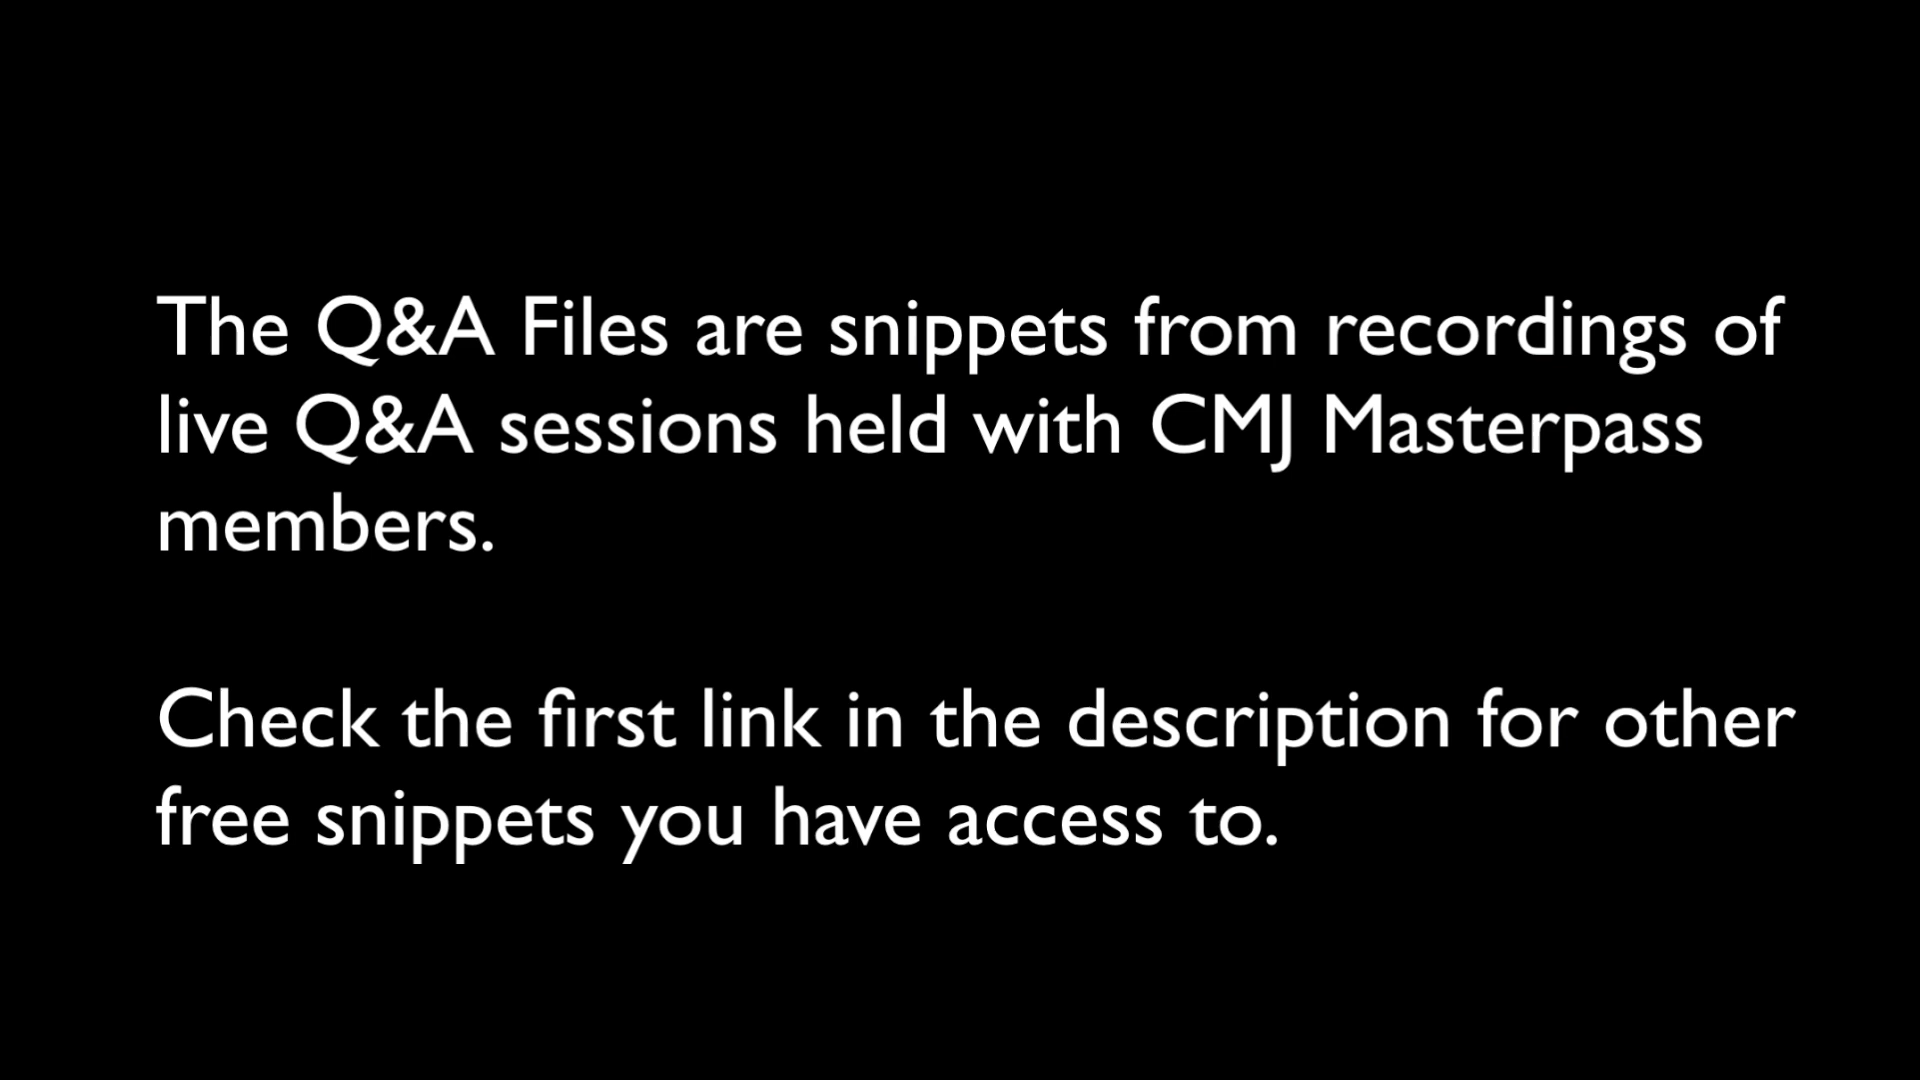 The Q&A Files are snippets from recordings of
live Q&A sessions held with CMJ Masterpass
members.
Check the first link in the description for other
free snippets you have access to.